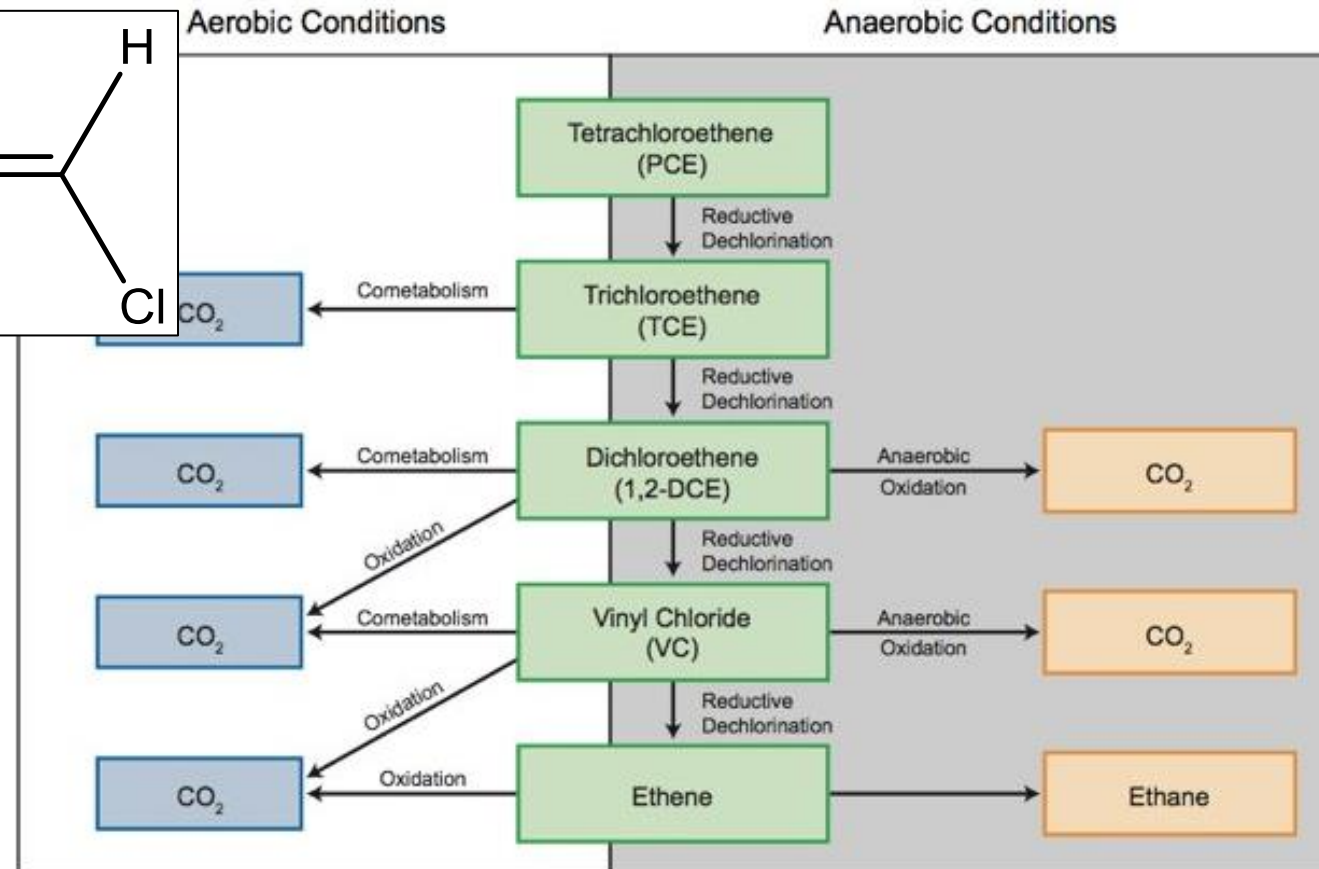 Aerobic Conditions
Anaerobic Conditions
H
Cl
Tetrachloroethene
(PCE)
Reductive
Dechlorination
CO₂
Cometabolism
Trichloroethene
(TCE)
Reductive
Dechlorination
CO₂
Cometabolism
Dichloroethene
(1,2-DCE)
Anaerobic
Oxidation
CO₂
Oxidation
Reductive
Dechlorination
CO₂
Cometabolism
Vinyl Chloride
(VC)
Anaerobic
Oxidation
CO₂
Oxidation
Reductive
Dechlorination
CO₂
Oxidation
Ethene
Ethane